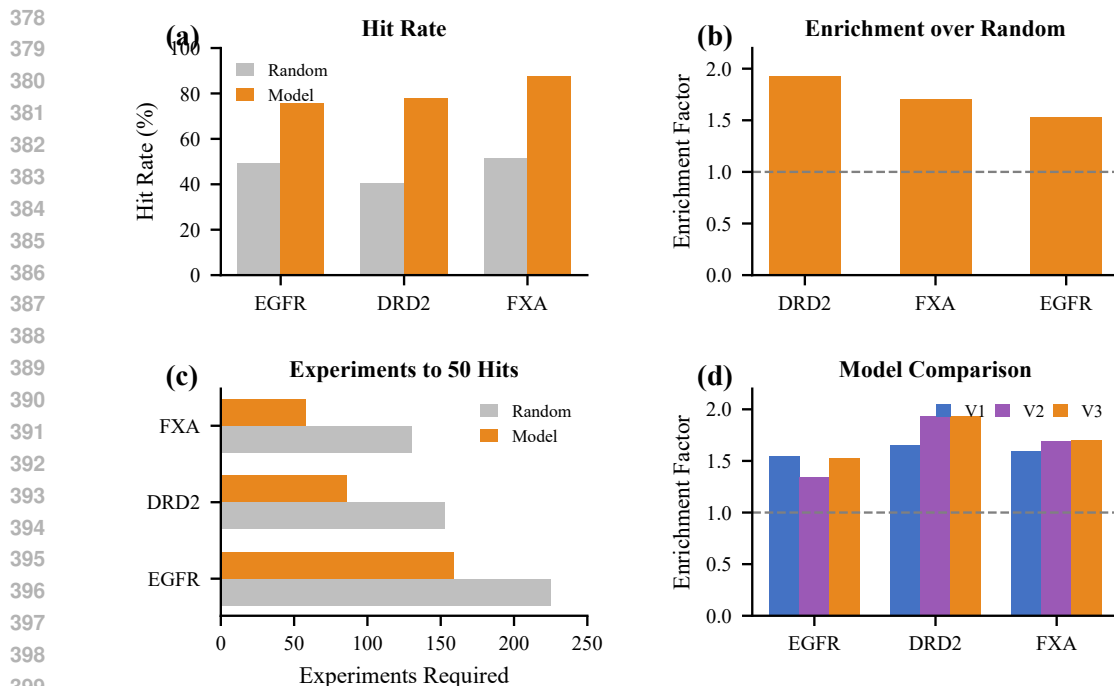 378
379
380
381
382
383
384
385
386
387
388
389
390
391
392
393
394
395
396
397
398
399
(a)
Hit Rate
Random
Model
Hit Rate (%)
100
80
60
40
20
0
EGFR
DRD2
FXA
(b)
Enrichment over Random
Enrichment Factor
2.0
1.5
1.0
0.5
0.0
DRD2
FXA
EGFR
(c)
Experiments to 50 Hits
Random
Model
FXA
DRD2
EGFR
0
50
100
150
200
250
Experiments Required
(d)
Model Comparison
V1
V2
V3
Enrichment Factor
2.0
1.5
1.0
0.5
0.0
EGFR
DRD2
FXA